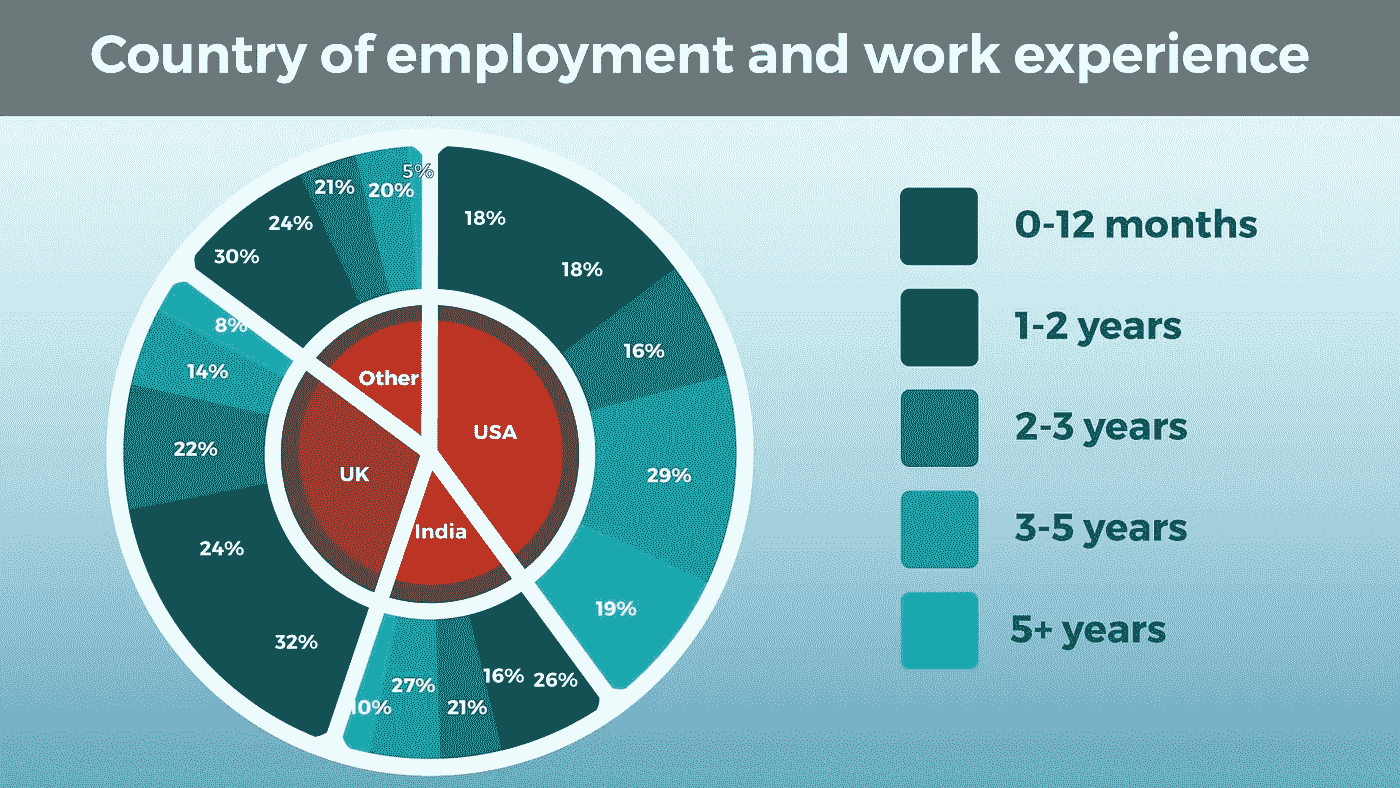 Country of employment and work experience
5%
21%
20%
24%
30%
18%
18%
8%
16%
14%
Other
USA
22%
UK
29%
India
24%
19%
32%
27%
16%
26%
10%
21%
0-12 months
1-2 years
2-3 years
3-5 years
5+ years